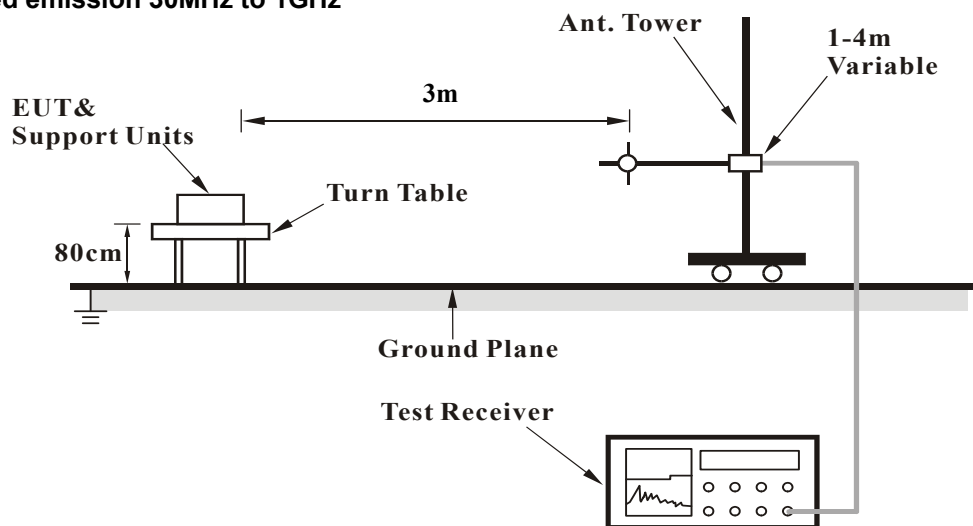 ed emission 30MHz to 1GHz
Ant. Tower
1-4m
Variable
3m
EUT&
Support Units
Turn Table
80cm
Ground Plane
Test Receiver